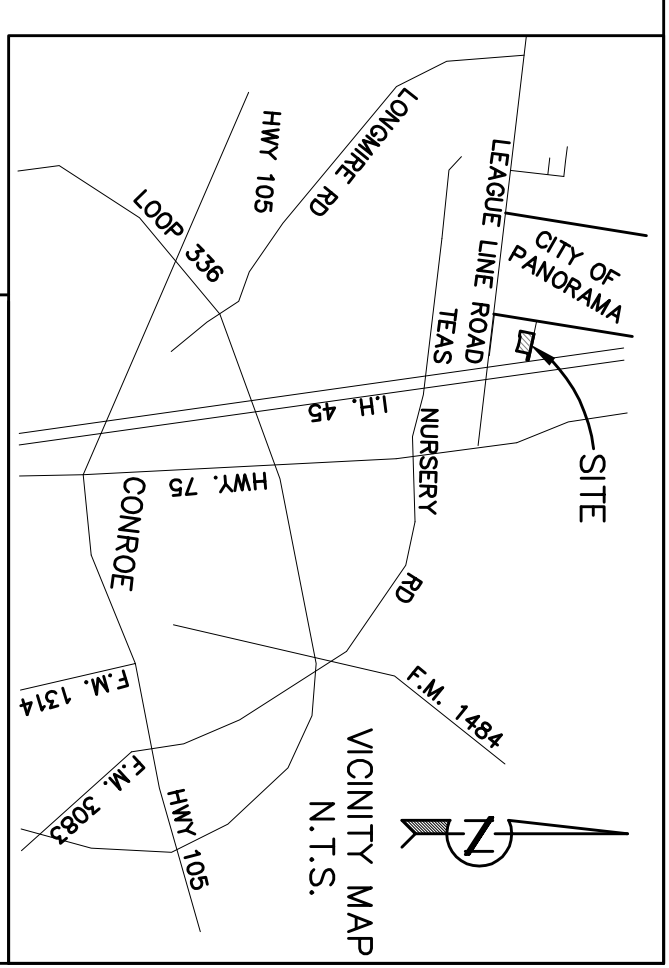 LEAGUE LINE ROAD
CITY OF
PANORAMA
SITE
LONGMIRE RD
HWY 105
LOOP 336
TEAS
NURSERY
RD
I.H. 45
HWY. 75
CONROE
F.M. 1484
F.M. 1314
F.M. 3083
HWY 105
N
VICINITY MAP
N.T.S.